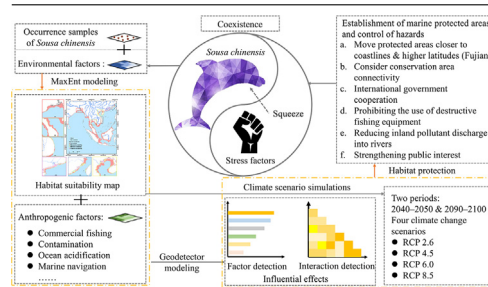 Occurrence samples
of Sousa chinensis
+
Environmental factors :
MaxEnt modeling
Habitat suitability map
+
Anthropogenic factors:
● Commercial fishing
● Contamination
● Ocean acidification
● Marine navigation
......
Coexistence
Sousa chinensis
Squeeze
Stress factors
Geodetector
modeling
Climate scenario simulations
Factor detection
Interaction detection
Influential effects
Establishment of marine protected areas
and control of hazards
a. Move protected areas closer to
coastlines & higher latitudes (Fujian)
b. Consider conservation area
connectivity
c. International government
cooperation
d. Prohibiting the use of destructive
fishing equipment
e. Reducing inland pollutant discharge
into rivers
f. Strengthening public interest
Habitat protection
Two periods:
2040–2050 & 2090–2100
Four climate change
scenarios
● RCP 2.6
● RCP 4.5
● RCP 6.0
● RCP 8.5